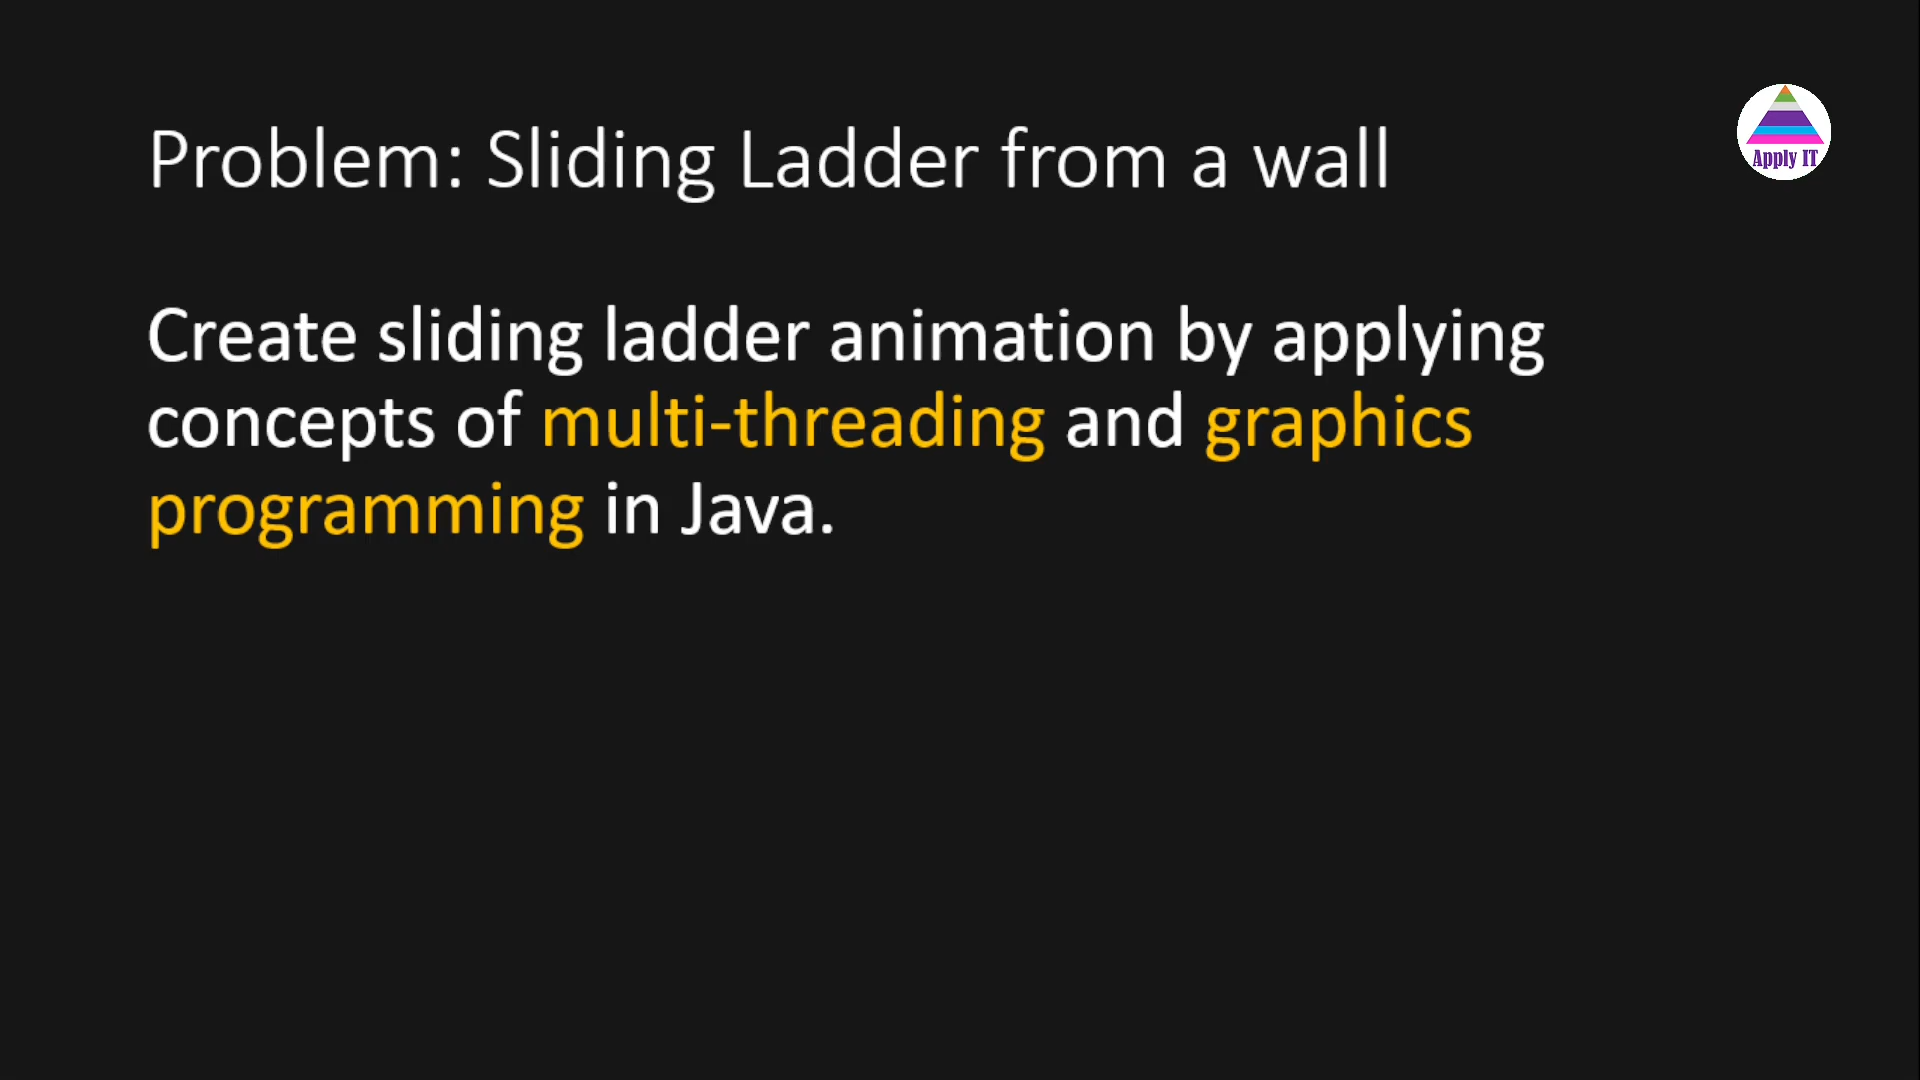 Problem: Sliding Ladder from a wall
Apply IT
Create sliding ladder animation by applying
concepts of multi-threading and graphics
programming in Java.